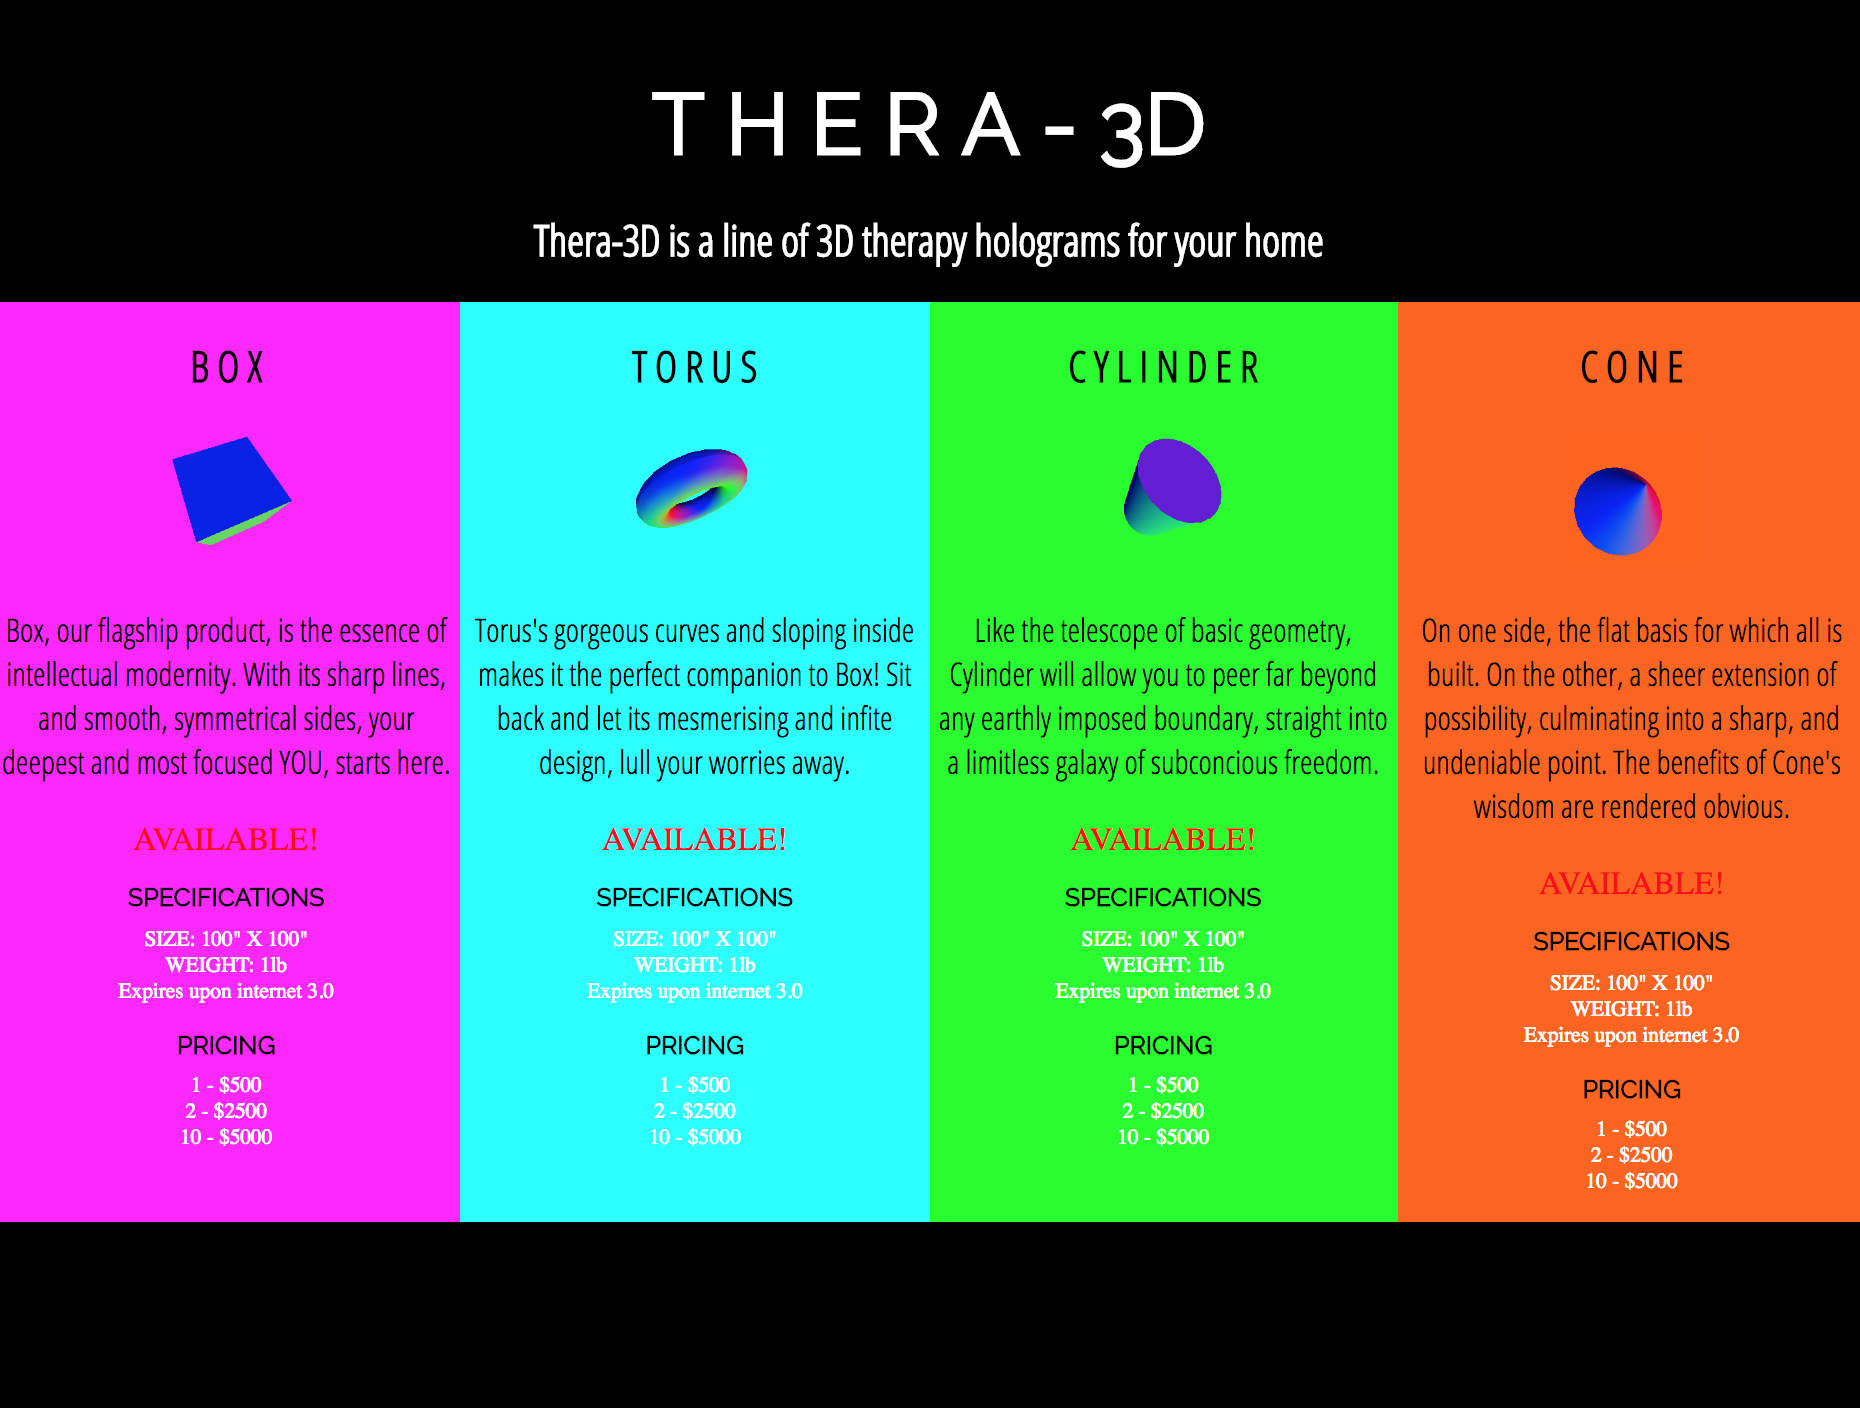 THERA-3D
Thera-3D is a line of 3D therapy holograms for your home
BOX
Box, our flagship product, is the essence of
intellectual modernity. With its sharp lines,
and smooth, symmetrical sides, your
deepest and most focused YOU, starts here.
AVAILABLE!
SPECIFICATIONS
SIZE: 100" X 100"
WEIGHT: 1lb
Expires upon internet 3.0
PRICING
1 - $500
2 - $2500
10 - $5000
TORUS
Torus's gorgeous curves and sloping inside
makes it the perfect companion to Box! Sit
back and let its mesmerising and infite
design, lull your worries away.
AVAILABLE!
SPECIFICATIONS
SIZE: 100" X 100"
WEIGHT: 1lb
Expires upon internet 3.0
PRICING
1 - $500
2 - $2500
10 - $5000
CYLINDER
Like the telescope of basic geometry,
Cylinder will allow you to peer far beyond
any earthly imposed boundary, straight into
a limitless galaxy of subconcious freedom.
AVAILABLE!
SPECIFICATIONS
SIZE: 100" X 100"
WEIGHT: 1lb
Expires upon internet 3.0
PRICING
1 - $500
2 - $2500
10 - $5000
CONE
On one side, the flat basis for which all is
built. On the other, a sheer extension of
possibility, culminating into a sharp, and
undeniable point. The benefits of Cone's
wisdom are rendered obvious.
AVAILABLE!
SPECIFICATIONS
SIZE: 100" X 100"
WEIGHT: 1lb
Expires upon internet 3.0
PRICING
1 - $500
2 - $2500
10 - $5000